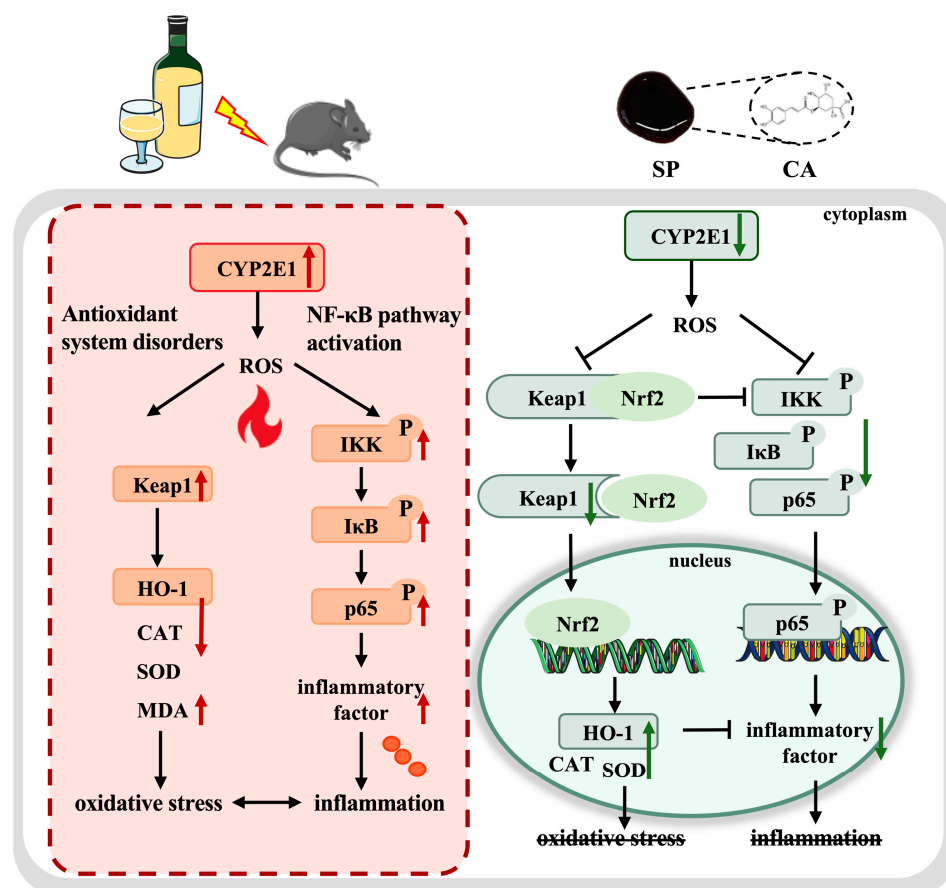 SP
CA
cytoplasm
CYP2E1
Antioxidant
system disorders
NF-κB pathway
activation
ROS
P
IKK
Keap1
P
IκB
HO-1
P
p65
CAT
SOD
MDA
inflammatory
factor
oxidative stress
inflammation
CYP2E1
ROS
Keap1
Nrf2
P
IKK
P
IκB
Keap1
Nrf2
P
p65
nucleus
Nrf2
P
p65
HO-1
CAT
SOD
inflammatory
factor
oxidative stress
inflammation